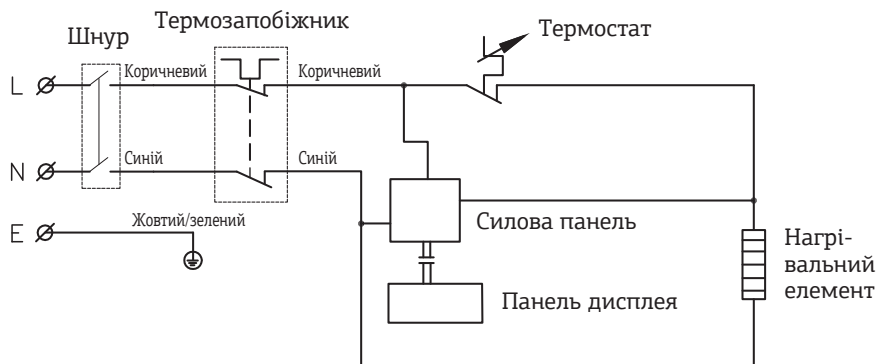 Термозапобіжник
Шнур
Термостат
L
Коричневий
Коричневий
N
Синій
Синій
E
Жовтий/зелений
Силова панель
Нагрі-
вальний
елемент
Панель дисплея